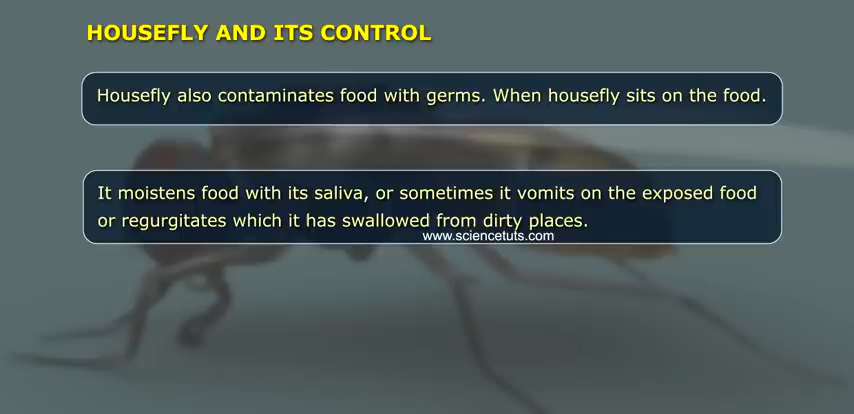 HOUSEFLY AND ITS CONTROL
Housefly also contaminates food with germs. When housefly sits on the food.
It moistens food with its saliva, or sometimes it vomits on the exposed food
or regurgitates which it has swallowed from dirty places.
www.sciencetuts.com